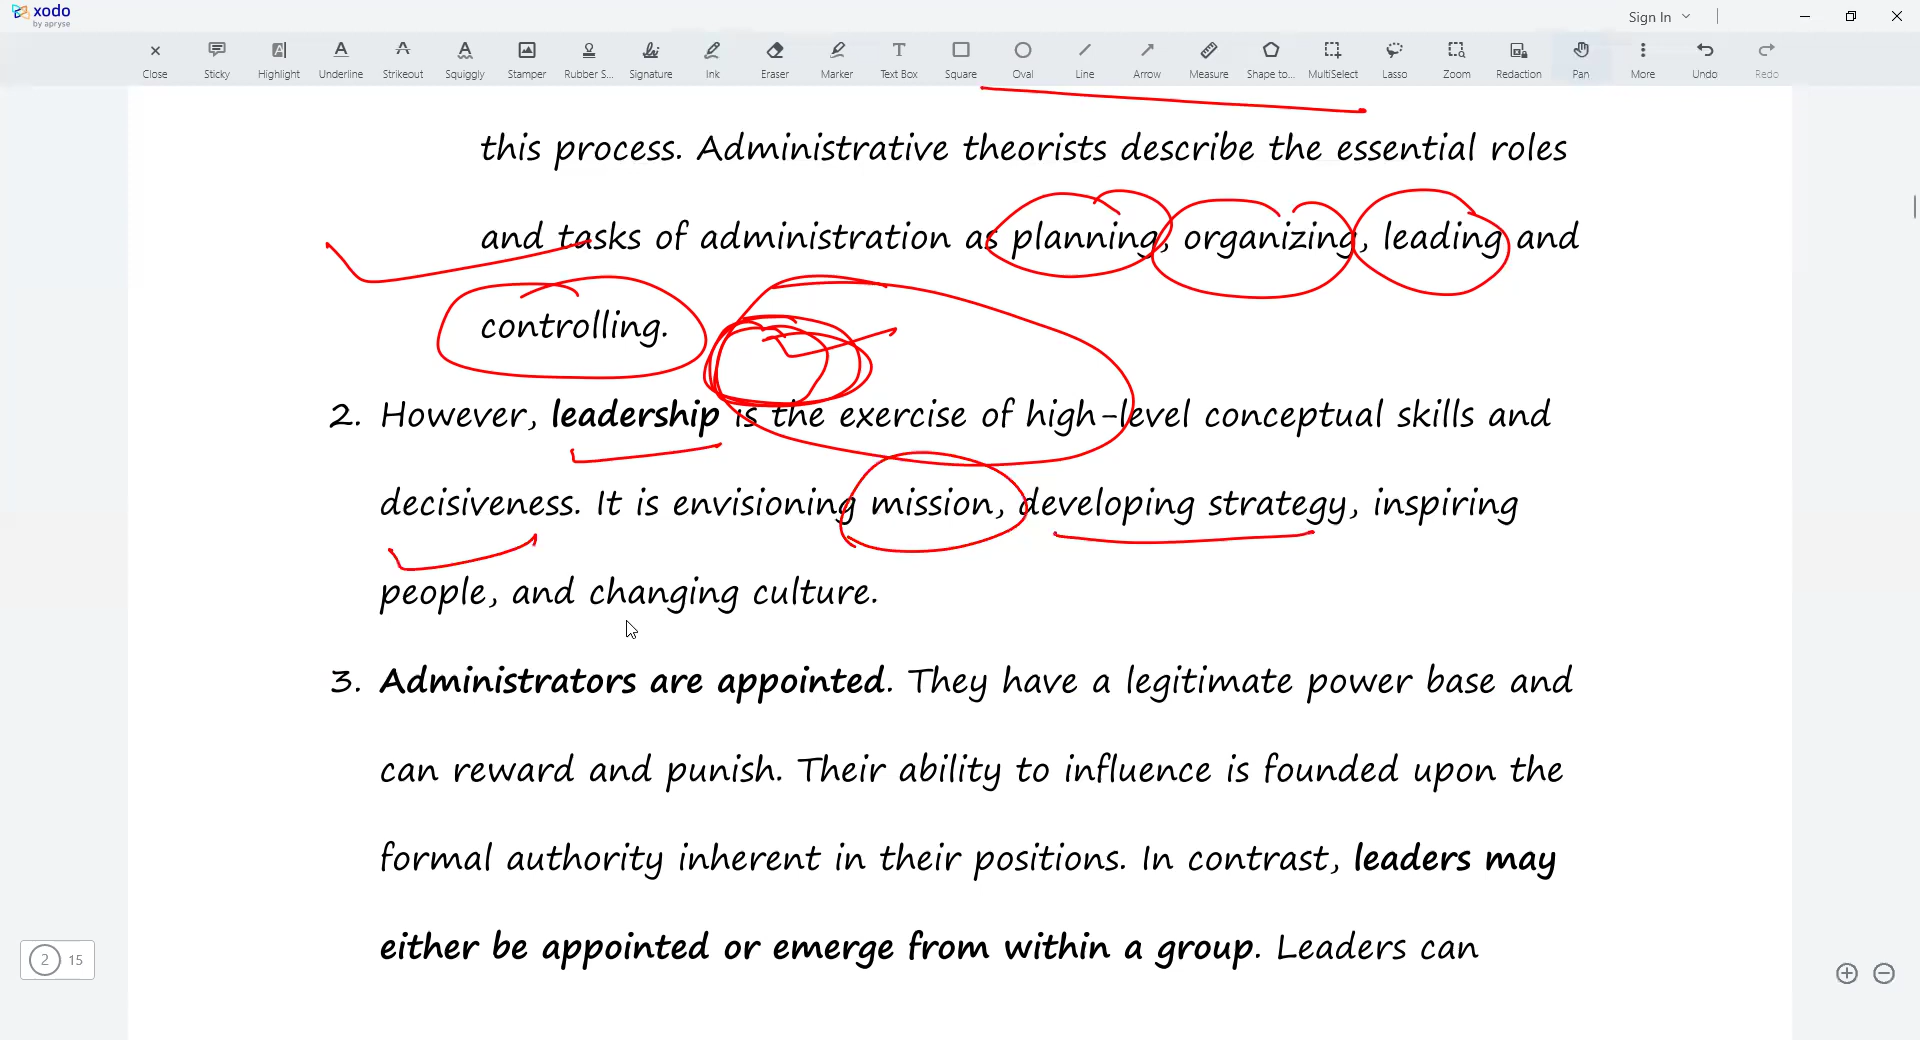 xodo
by apryse
Sign In
Close
Sticky
Highlight
Underline
Strikeout
Squiggly
Stamper
Rubber S...
Signature
Ink
Eraser
Marker
Text Box
Square
Oval
Line
Arrow
Measure
Shape to...
MultiSelect
Lasso
Zoom
Redaction
Pan
More
Undo
Redo
this process. Administrative theorists describe the essential roles
and tasks of administration as planning, organizing, leading and
controlling.
2. However, leadership is the exercise of high-level conceptual skills and
decisiveness. It is envisioning mission, developing strategy, inspiring
people, and changing culture.
3. Administrators are appointed. They have a legitimate power base and
can reward and punish. Their ability to influence is founded upon the
formal authority inherent in their positions. In contrast, leaders may
either be appointed or emerge from within a group. Leaders can
2 15